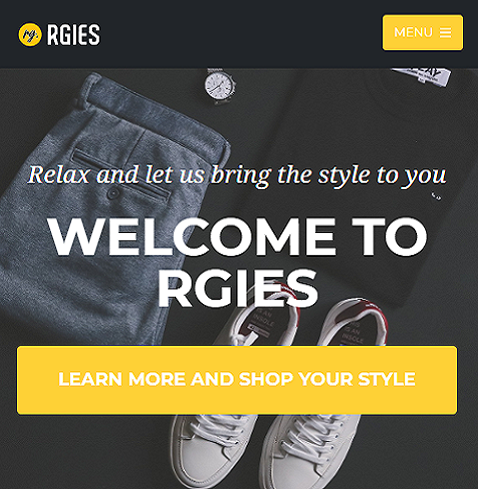 rg. RGIES
MENU
Relax and let us bring the style to you
WELCOME TO
RGIES
LEARN MORE AND SHOP YOUR STYLE